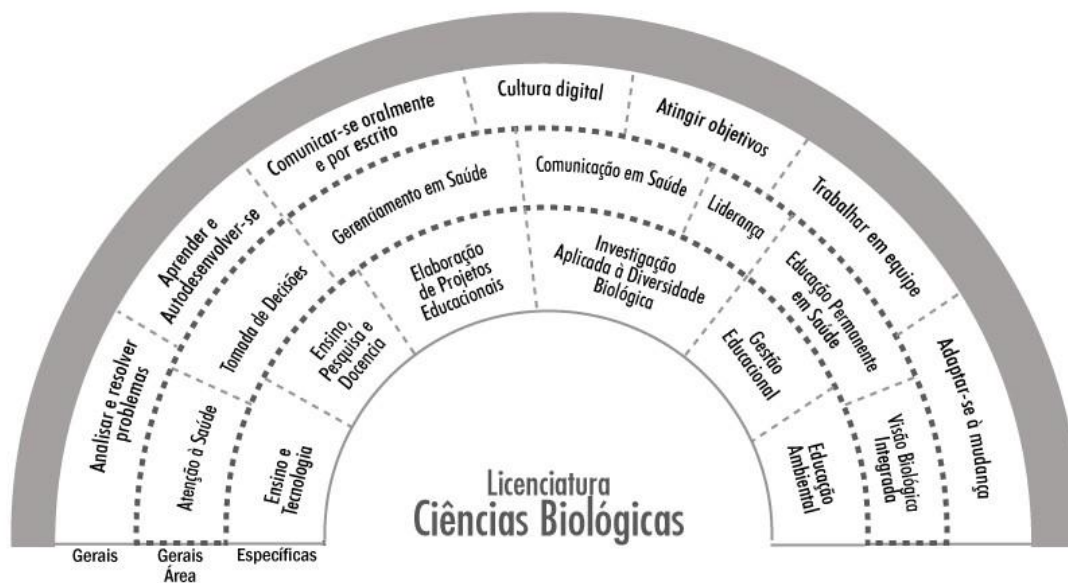 Analisar e resolver
problemas
Aprender e
Autodesenvolver-se
Comunicar-se oralmente
e por escrito
Cultura digital
Atingir objetivos
Trabalhar em equipe
Adaptar-se à mudança
Atenção à Saúde
Tomada de Decisões
Gerenciamento em Saúde
Comunicação em Saúde
Liderança
Educação Permanente
em Saúde
Visão Biológica
Integrada
Ensino e
Tecnologia
Ensino,
Pesquisa e
Docencia
Elaboração
de Projetos
Educacionais
Investigação
Aplicada à Diversidade
Biológica
Gestão
Educacional
Educação
Ambiental
Licenciatura
Ciências Biológicas
Gerais
Gerais
Área
Específicas